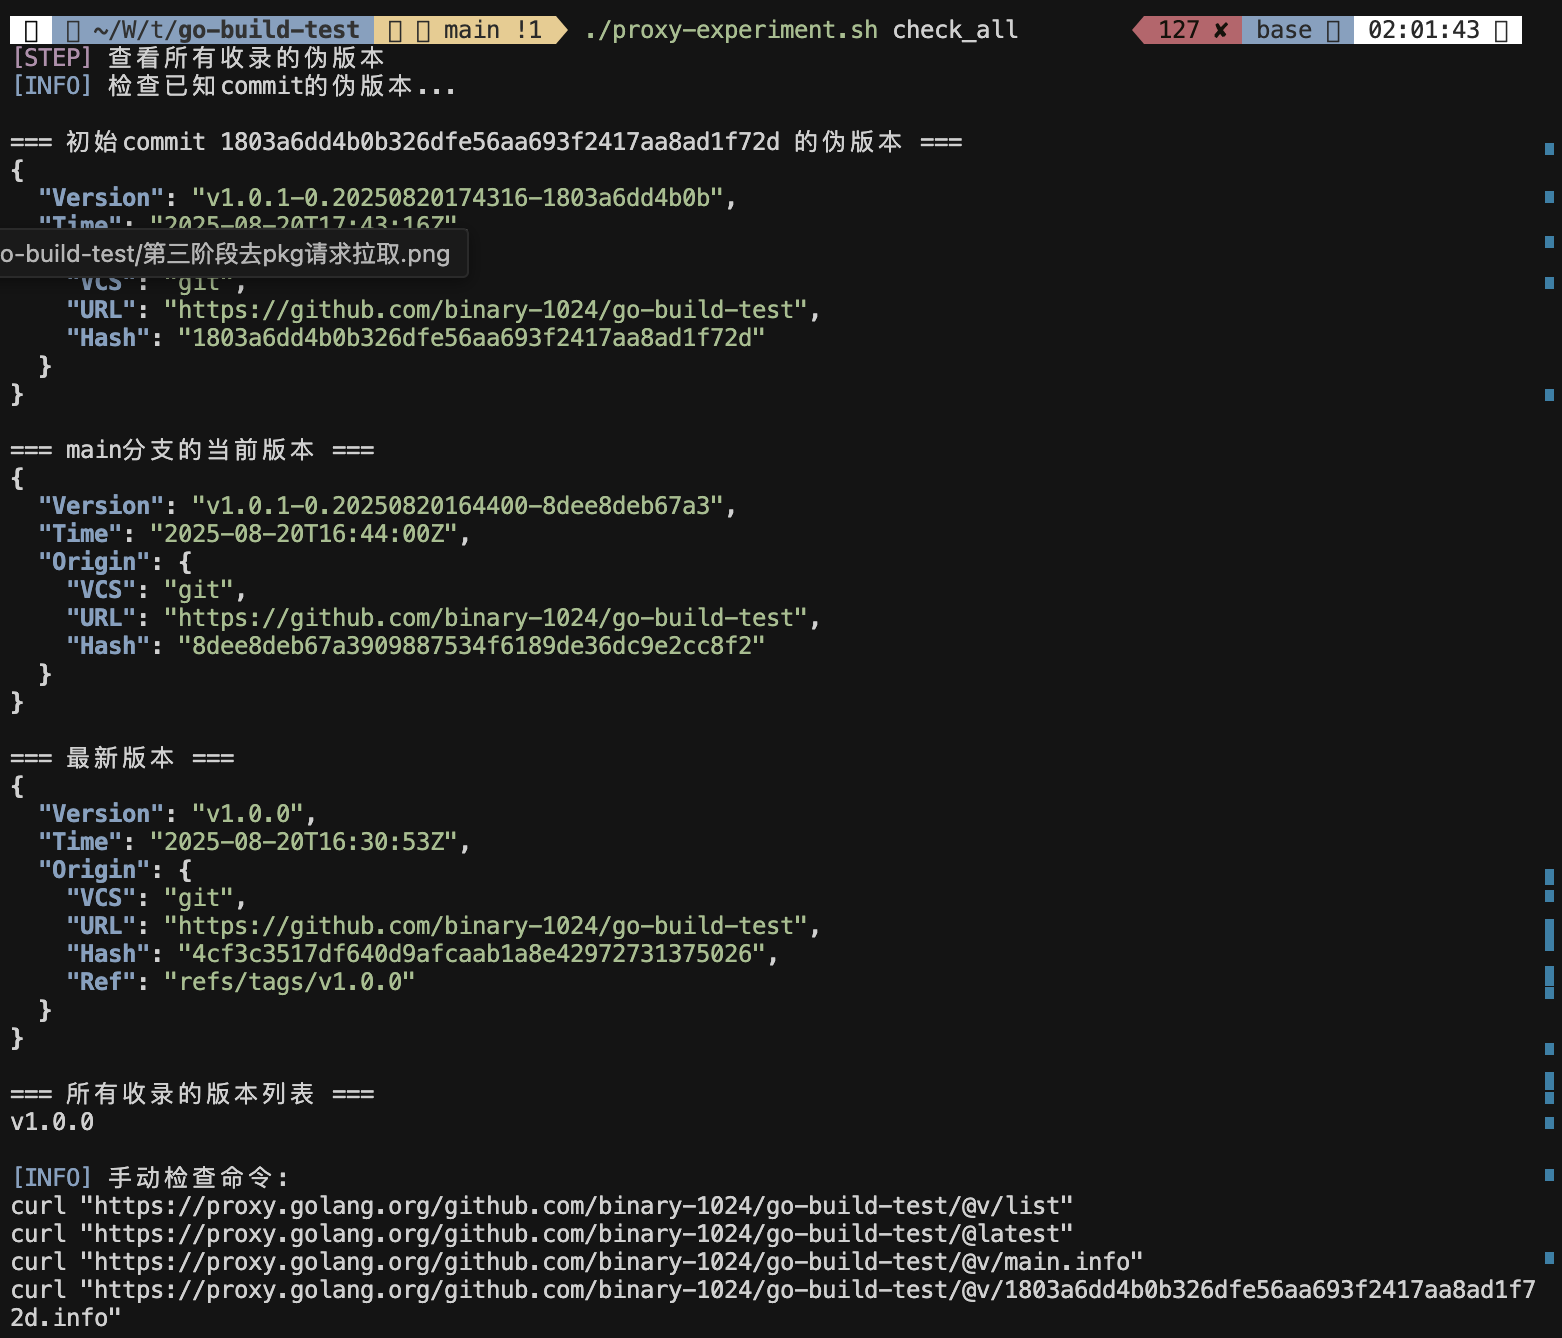 ~/W/t/go-build-test main !1 ./proxy-experiment.sh check_all 127 ✘ base 02:01:43
[STEP] 查看所有收录的伪版本
[INFO] 检查已知commit的伪版本...
=== 初始commit 1803a6dd4b0b326dfe56aa693f2417aa8ad1f72d 的伪版本 ===
{
"Version": "v1.0.1-0.20250820174316-1803a6dd4b0b",
"Time": "2025-08-20T17:43:16Z"
o-build-test/第三阶段去pkg请求拉取.png
"VCS": "git",
"URL": "https://github.com/binary-1024/go-build-test",
"Hash": "1803a6dd4b0b326dfe56aa693f2417aa8ad1f72d"
}
}
=== main分支的当前版本 ===
{
"Version": "v1.0.1-0.20250820164400-8dee8deb67a3",
"Time": "2025-08-20T16:44:00Z",
"Origin": {
"VCS": "git",
"URL": "https://github.com/binary-1024/go-build-test",
"Hash": "8dee8deb67a3909887534f6189de36dc9e2cc8f2"
}
}
=== 最新版本 ===
{
"Version": "v1.0.0",
"Time": "2025-08-20T16:30:53Z",
"Origin": {
"VCS": "git",
"URL": "https://github.com/binary-1024/go-build-test",
"Hash": "4cf3c3517df640d9afcaab1a8e42972731375026",
"Ref": "refs/tags/v1.0.0"
}
}
=== 所有收录的版本列表 ===
v1.0.0
[INFO] 手动检查命令:
curl "https://proxy.golang.org/github.com/binary-1024/go-build-test/@v/list"
curl "https://proxy.golang.org/github.com/binary-1024/go-build-test/@latest"
curl "https://proxy.golang.org/github.com/binary-1024/go-build-test/@v/main.info"
curl "https://proxy.golang.org/github.com/binary-1024/go-build-test/@v/1803a6dd4b0b326dfe56aa693f2417aa8ad1f7
2d.info"